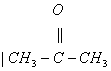 O
||
| CH₃ – C – CH₃